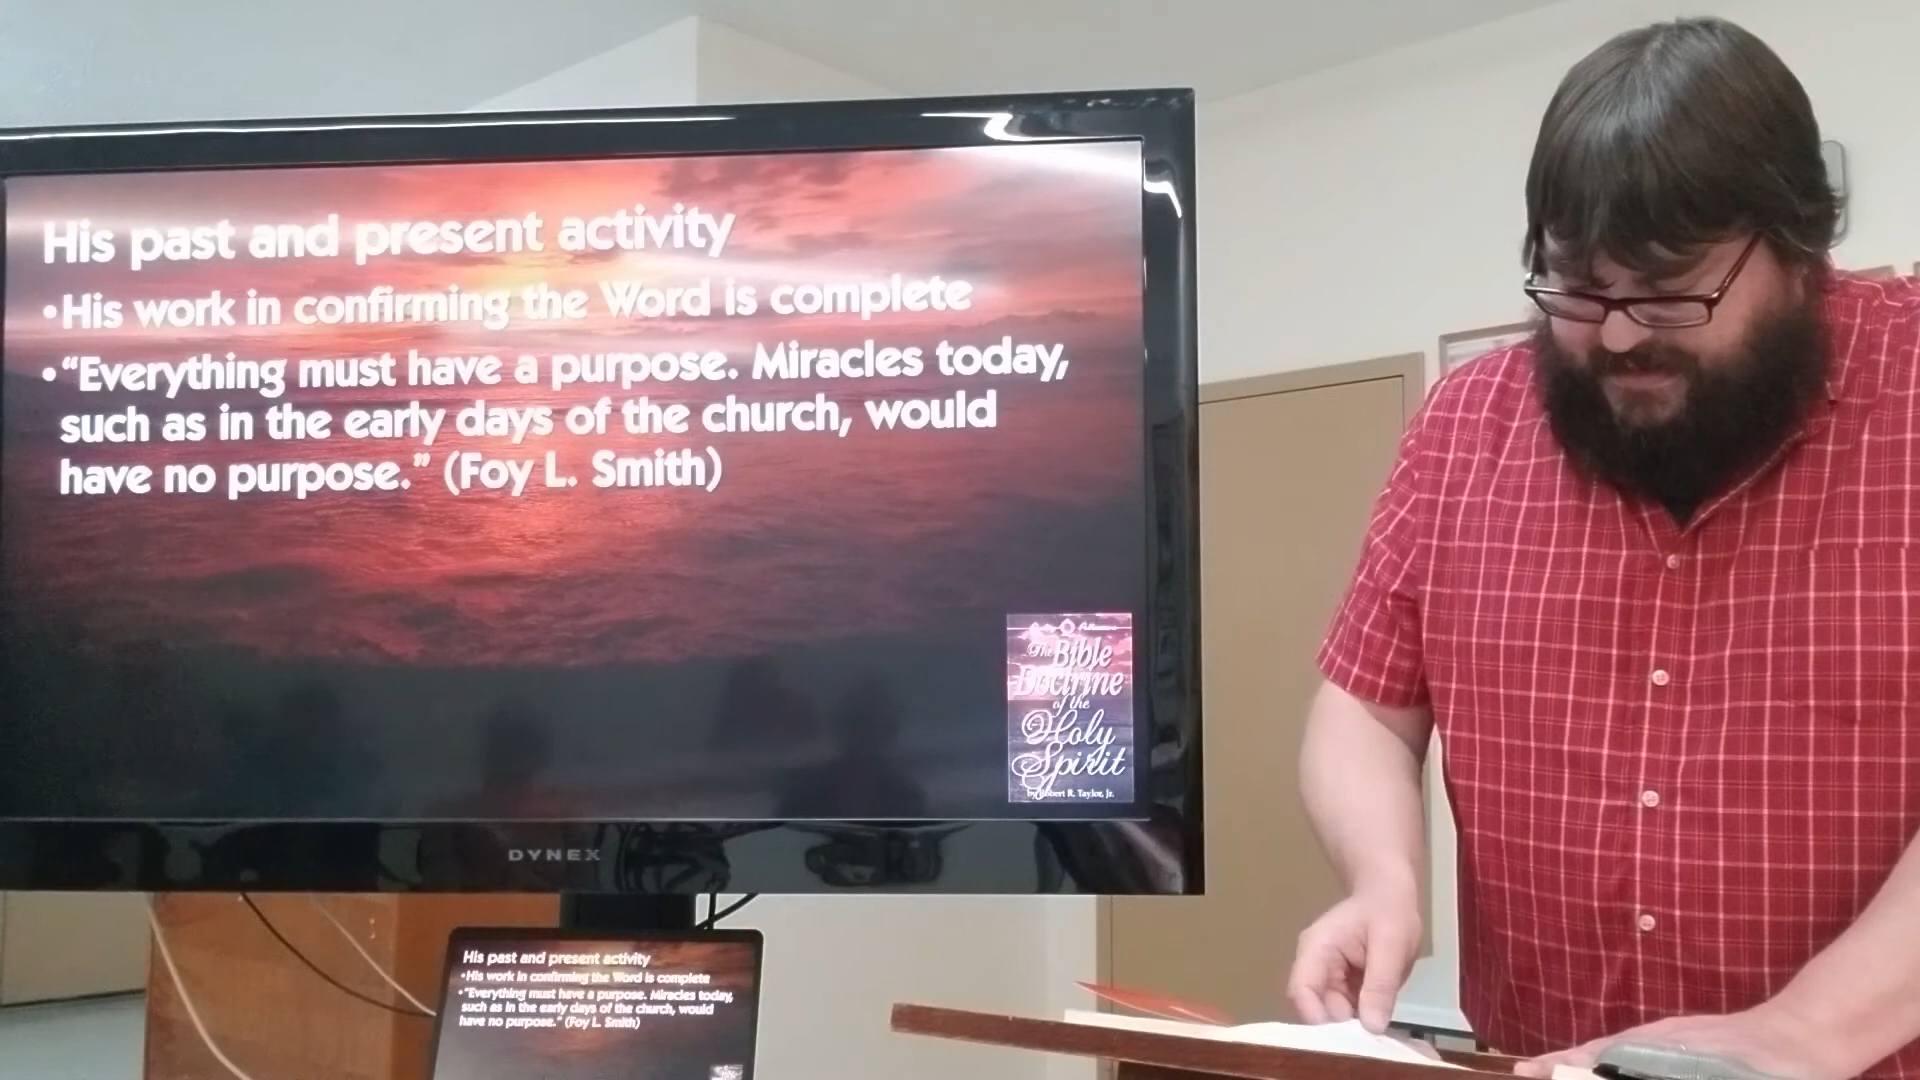 His past and present activity
•His work in confirming the Word is complete
•“Everything must have a purpose. Miracles today,
such as in the early days of the church, would
have no purpose.” (Foy L. Smith)
The Bible
Doctrine
of the
Holy
Spirit
by Robert R. Taylor, Jr.
DYNEX
His past and present activity
•His work in confirming the Word is complete
•“Everything must have a purpose. Miracles today,
such as in the early days of the church, would
have no purpose.” (Foy L. Smith)